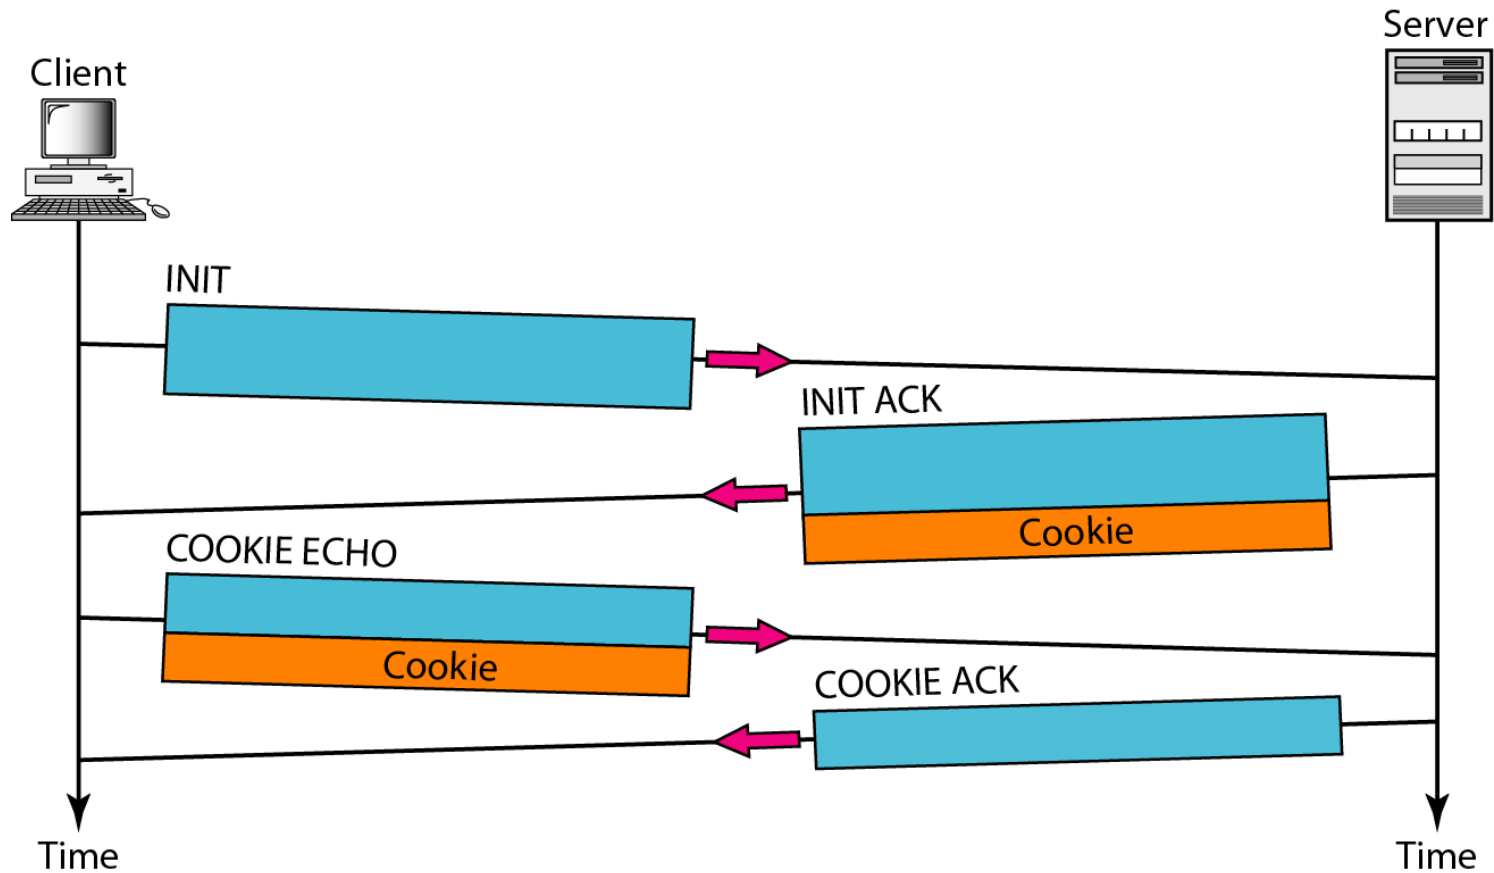 Server
Client
INIT
INIT ACK
Cookie
COOKIE ECHO
Cookie
COOKIE ACK
Time
Time